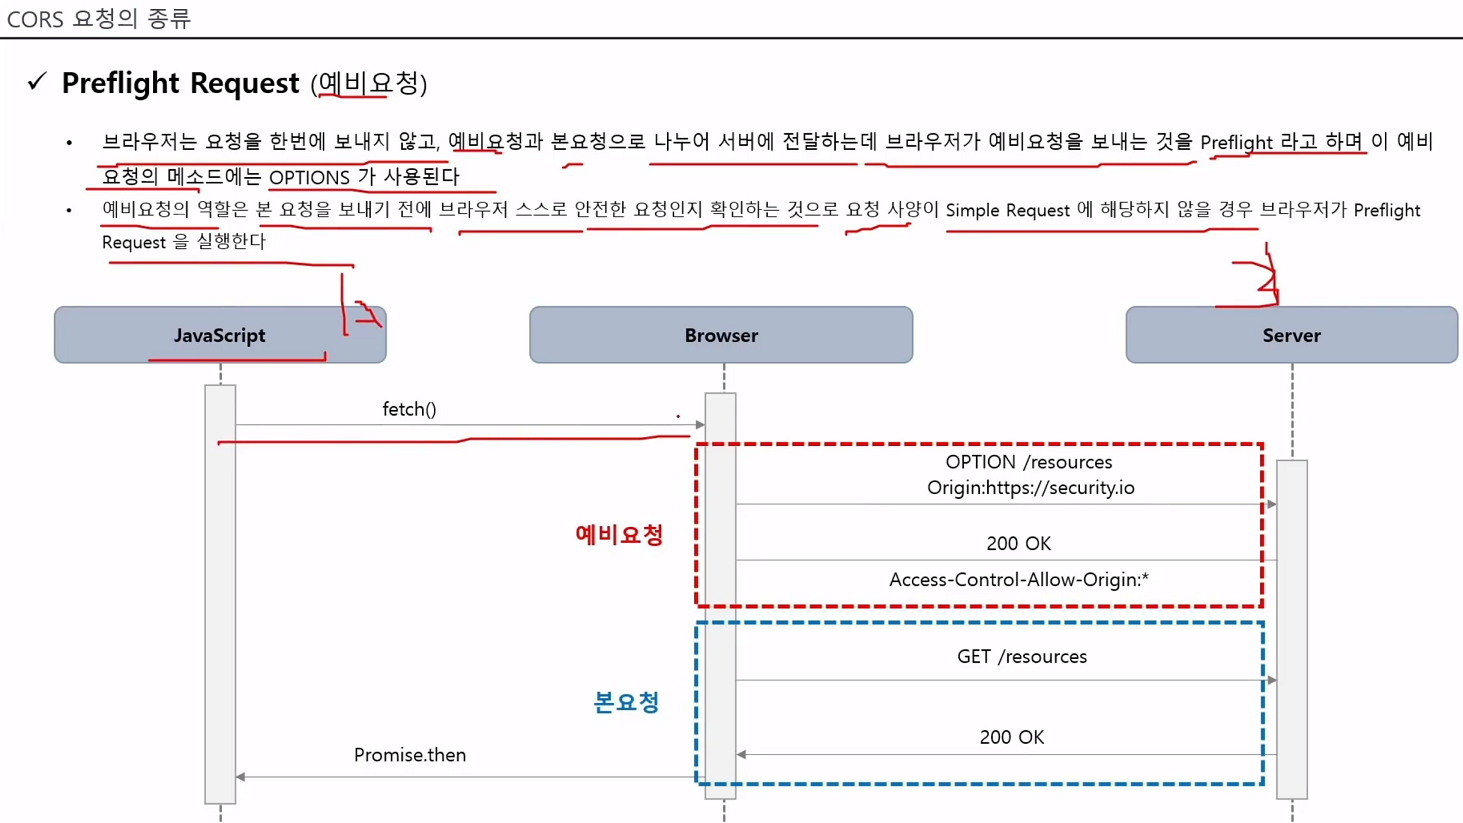 CORS 요청의 종류
✓ Preflight Request (예비요청)
• 브라우저는 요청을 한번에 보내지 않고, 예비요청과 본요청으로 나누어 서버에 전달하는데 브라우저가 예비요청을 보내는 것을 Preflight 라고 하며 이 예비
요청의 메소드에는 OPTIONS 가 사용된다
• 예비요청의 역할은 본 요청을 보내기 전에 브라우저 스스로 안전한 요청인지 확인하는 것으로 요청 사양이 Simple Request 에 해당하지 않을 경우 브라우저가 Preflight
Request 을 실행한다
JavaScript
Browser
Server
fetch()
OPTION /resources
Origin:https://security.io
예비요청
200 OK
Access-Control-Allow-Origin:*
GET /resources
본요청
200 OK
Promise.then